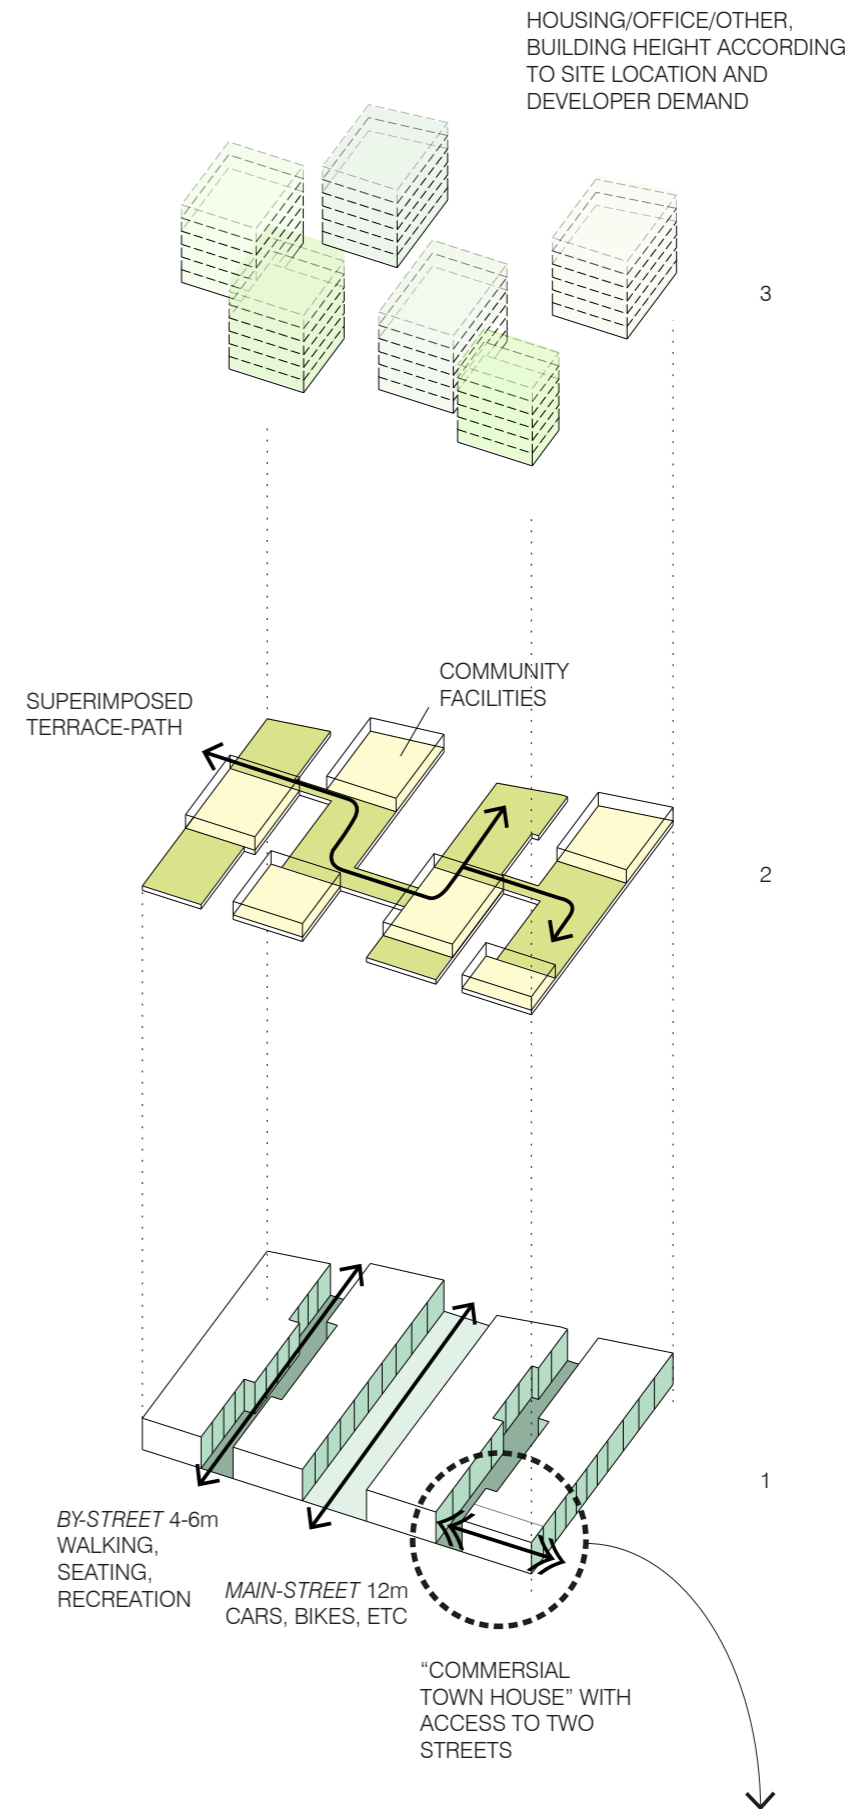 HOUSING/OFFICE/OTHER,
BUILDING HEIGHT ACCORDING
TO SITE LOCATION AND
DEVELOPER DEMAND
3
COMMUNITY
FACILITIES
SUPERIMPOSED
TERRACE-PATH
2
1
BY-STREET 4-6m
WALKING,
SEATING,
RECREATION
MAIN-STREET 12m
CARS, BIKES, ETC
“COMMERSIAL
TOWN HOUSE” WITH
ACCESS TO TWO
STREETS